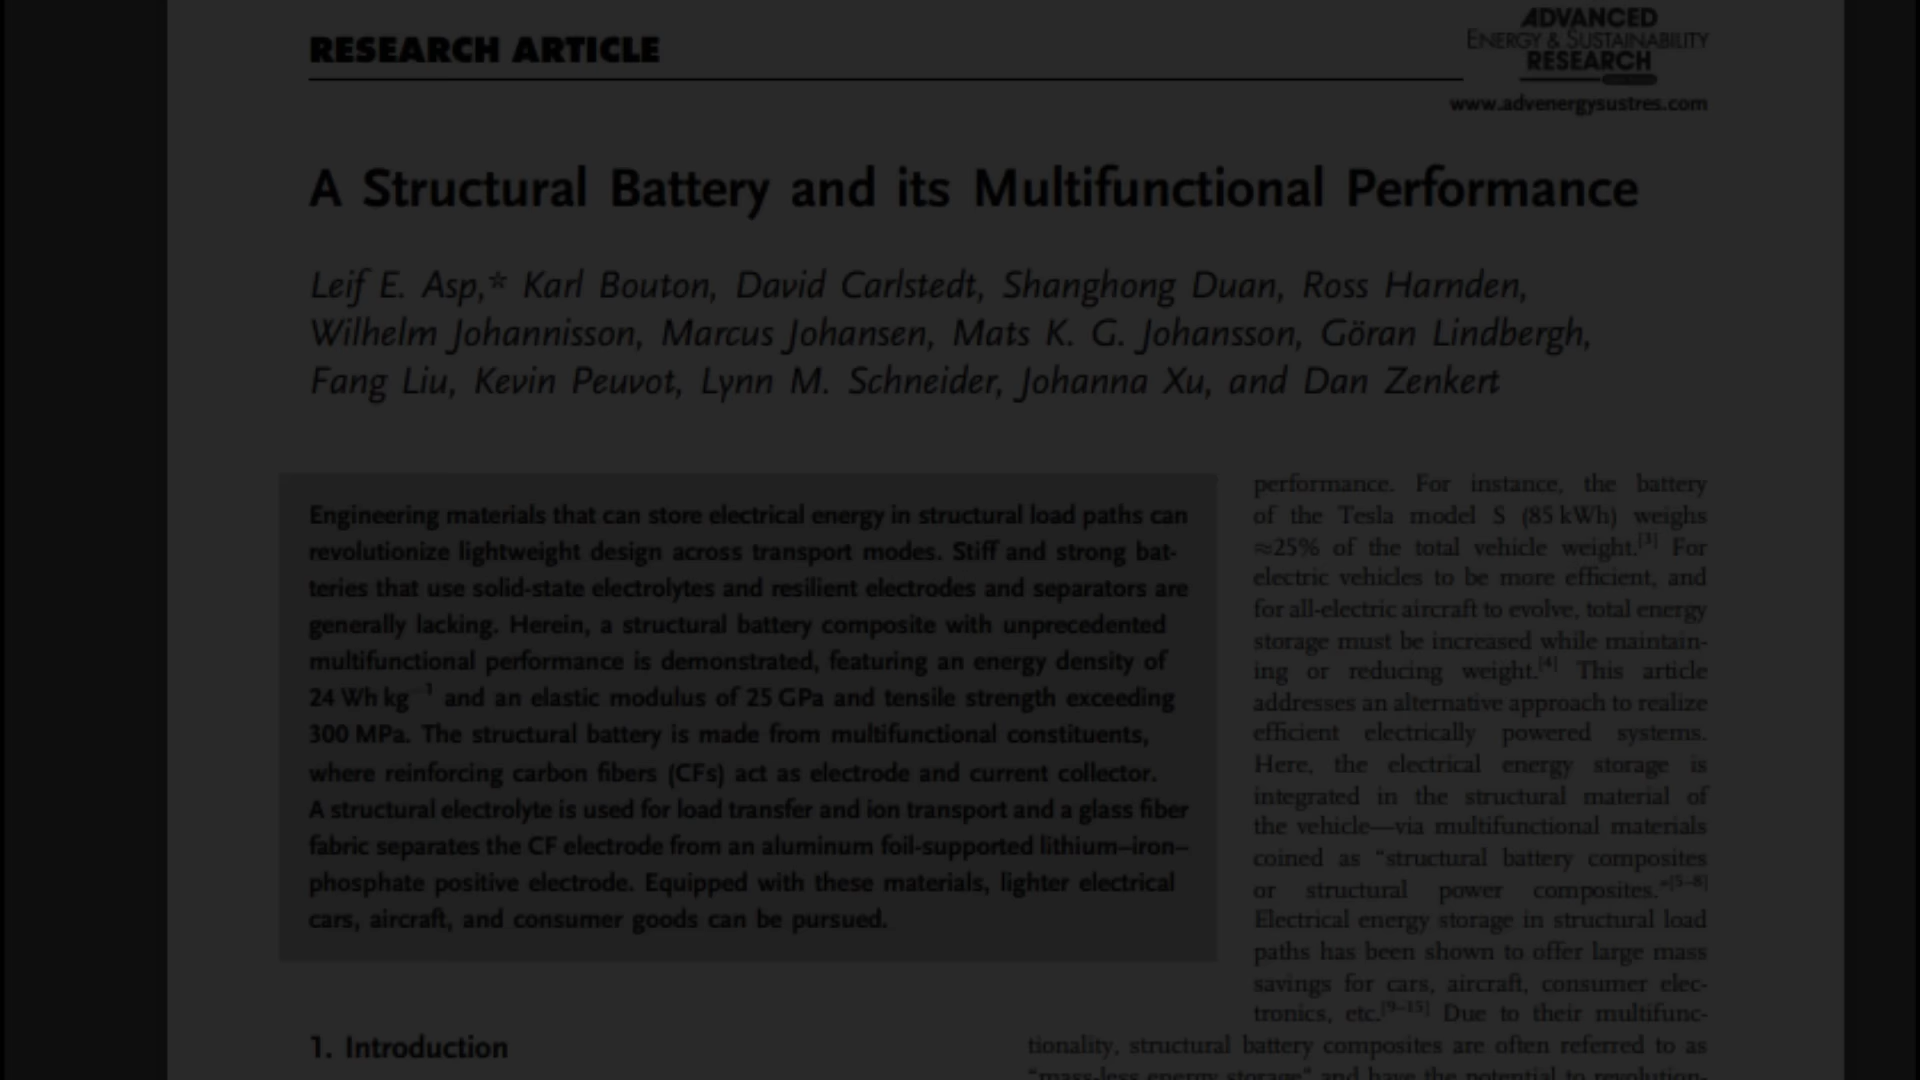 RESEARCH ARTICLE
ADVANCED
ENERGY & SUSTAINABILITY
RESEARCH
www.advenergysustres.com
A Structural Battery and its Multifunctional Performance
Leif E. Asp,* Karl Bouton, David Carlstedt, Shanghong Duan, Ross Harnden,
Wilhelm Johannisson, Marcus Johansen, Mats K. G. Johansson, Göran Lindbergh,
Fang Liu, Kevin Peuvot, Lynn M. Schneider, Johanna Xu, and Dan Zenkert
Engineering materials that can store electrical energy in structural load paths can
revolutionize lightweight design across transport modes. Stiff and strong bat-
teries that use solid-state electrolytes and resilient electrodes and separators are
generally lacking. Herein, a structural battery composite with unprecedented
multifunctional performance is demonstrated, featuring an energy density of
24 Wh kg⁻¹ and an elastic modulus of 25 GPa and tensile strength exceeding
300 MPa. The structural battery is made from multifunctional constituents,
where reinforcing carbon fibers (CFs) act as electrode and current collector.
A structural electrolyte is used for load transfer and ion transport and a glass fiber
fabric separates the CF electrode from an aluminum foil-supported lithium–iron–
phosphate positive electrode. Equipped with these materials, lighter electrical
cars, aircraft, and consumer goods can be pursued.
1. Introduction
performance. For instance, the battery
of the Tesla model S (85 kWh) weighs
≈25% of the total vehicle weight.[3] For
electric vehicles to be more efficient, and
for all-electric aircraft to evolve, total energy
storage must be increased while maintain-
ing or reducing weight.[4] This article
addresses an alternative approach to realize
efficient electrically powered systems.
Here, the electrical energy storage is
integrated in the structural material of
the vehicle—via multifunctional materials
coined as “structural battery composites
or structural power composites.”[5–8]
Electrical energy storage in structural load
paths has been shown to offer large mass
savings for cars, aircraft, consumer elec-
tronics, etc.[9–15] Due to their multifunc-
tionality, structural battery composites are often referred to as
“mass-less energy storage” and have the potential to revolution-